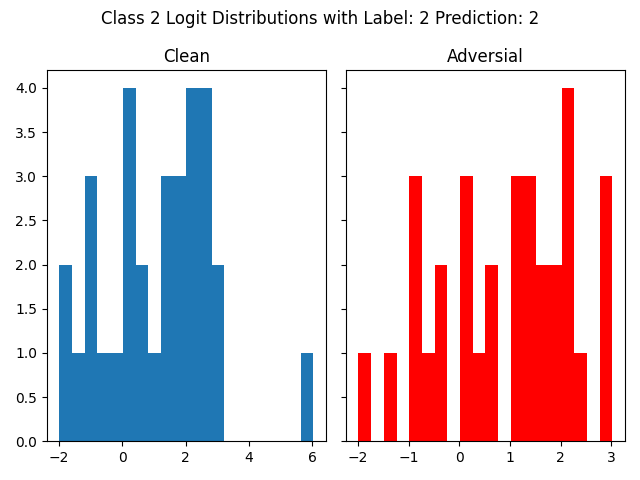 Class 2 Logit Distributions with Label: 2 Prediction: 2
Clean
Adversial
4.0
3.5
3.0
2.5
2.0
1.5
1.0
0.5
0.0
−2 0 2 4 6
−2 −1 0 1 2 3